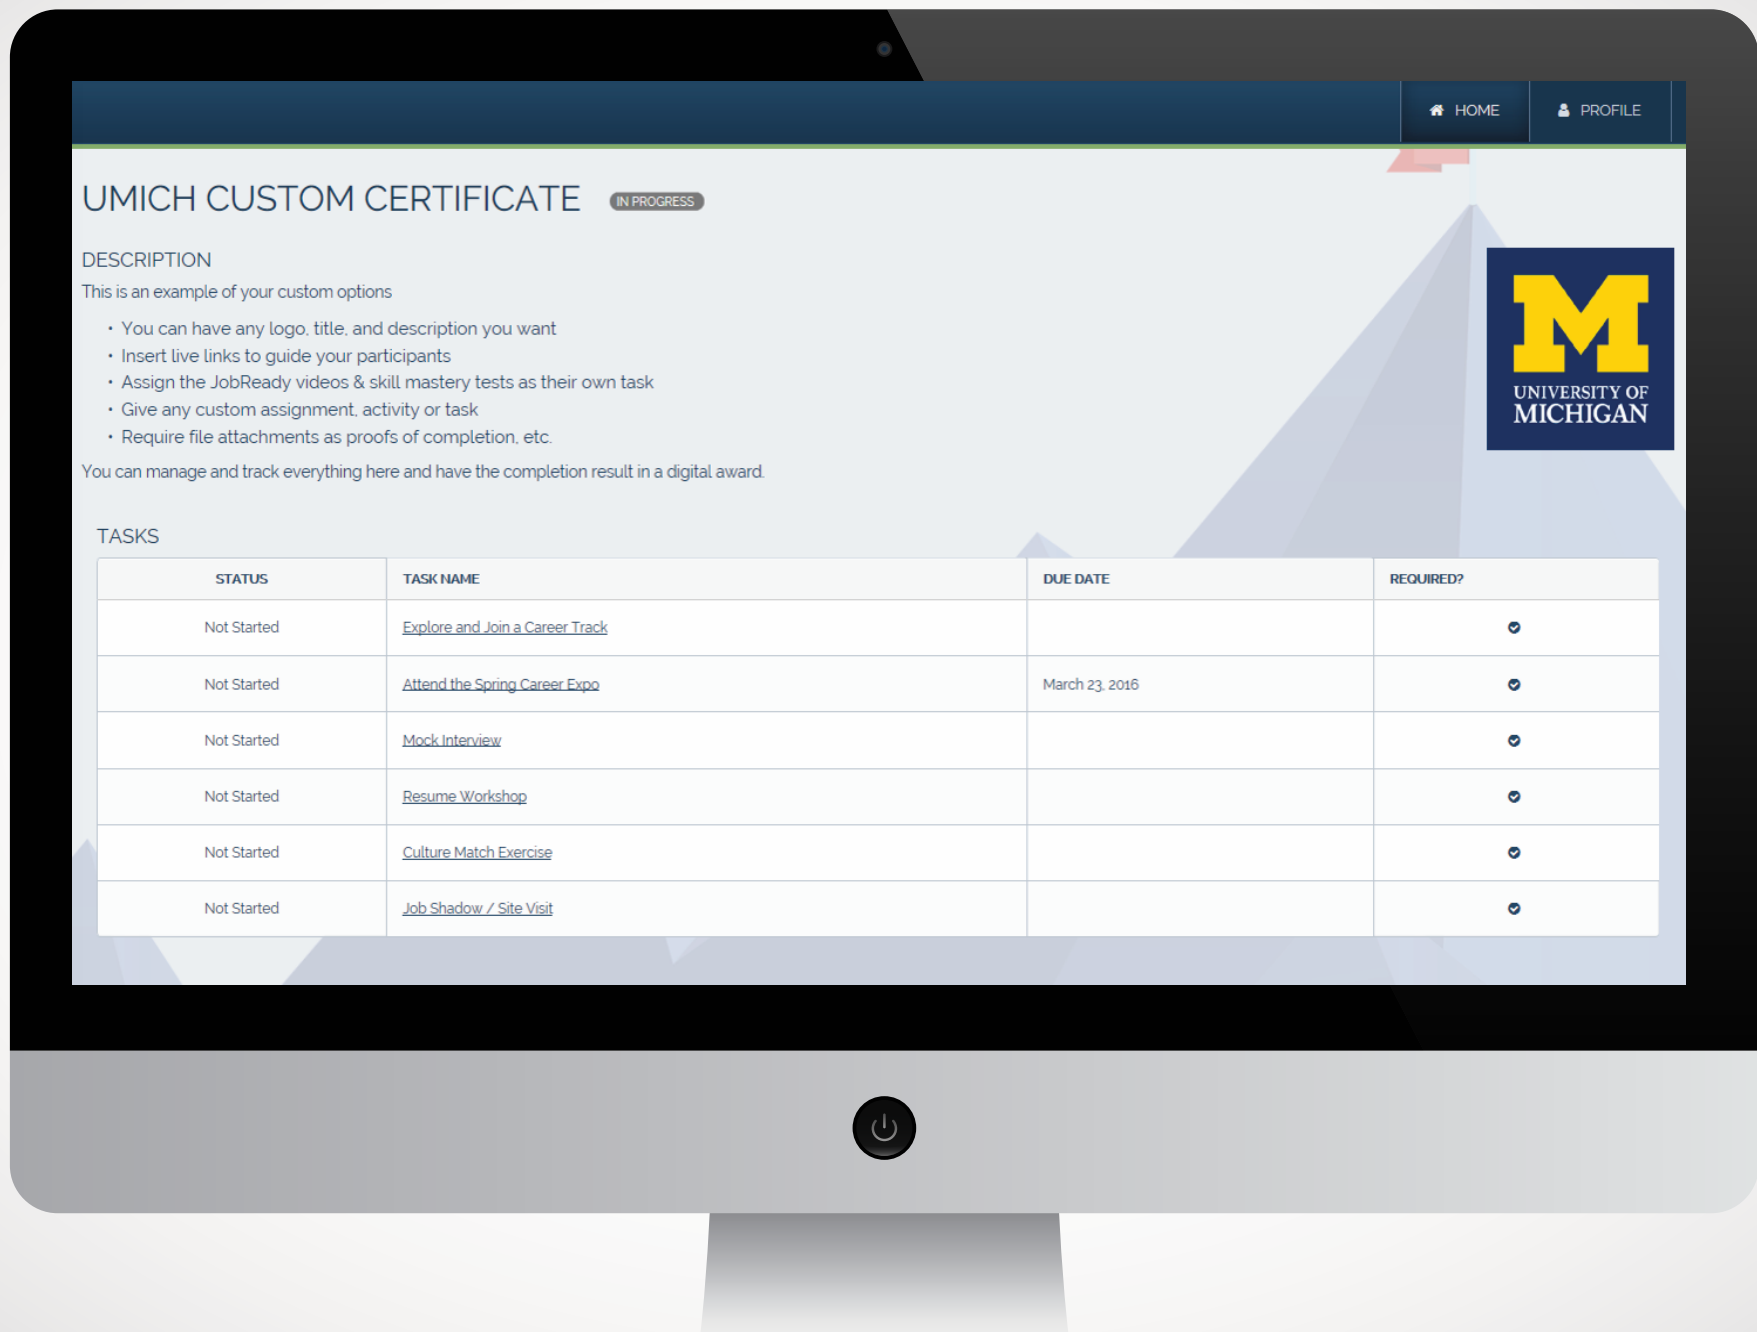 HOME PROFILE
UMICH CUSTOM CERTIFICATE IN PROGRESS
DESCRIPTION
This is an example of your custom options
• You can have any logo, title, and description you want
• Insert live links to guide your participants
• Assign the JobReady videos & skill mastery tests as their own task
• Give any custom assignment, activity or task
• Require file attachments as proofs of completion, etc.
You can manage and track everything here and have the completion result in a digital award.
M
UNIVERSITY OF
MICHIGAN
TASKS
STATUS TASK NAME DUE DATE REQUIRED?
Not Started Explore and Join a Career Track
Not Started Attend the Spring Career Expo March 23, 2016
Not Started Mock Interview
Not Started Resume Workshop
Not Started Culture Match Exercise
Not Started Job Shadow / Site Visit